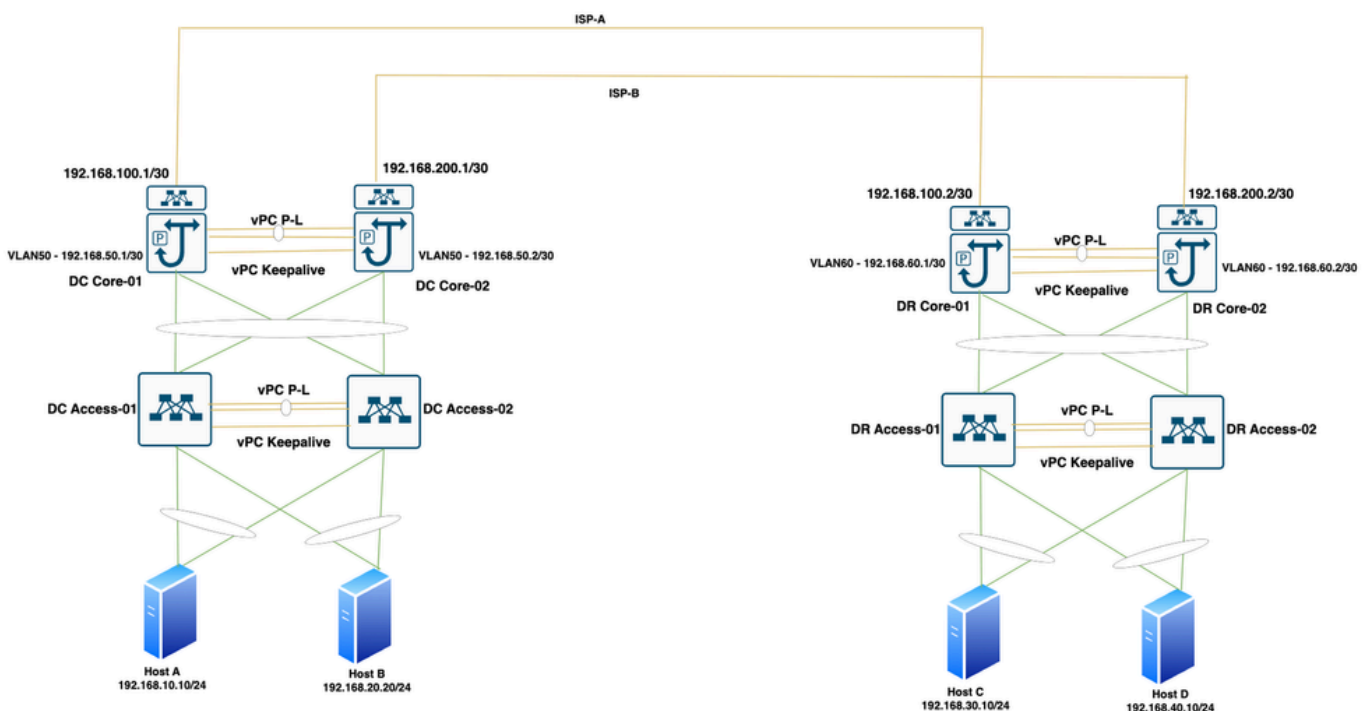 ISP-A
ISP-B
192.168.100.1/30
192.168.200.1/30
192.168.100.2/30
192.168.200.2/30
vPC P-L
P
P
VLAN50 - 192.168.50.1/30
VLAN50 - 192.168.50.2/30
vPC Keepalive
DC Core-01
DC Core-02
vPC P-L
P
P
VLAN60 - 192.168.60.1/30
VLAN60 - 192.168.60.2/30
vPC Keepalive
DR Core-01
DR Core-02
vPC P-L
DC Access-01
DC Access-02
vPC Keepalive
vPC P-L
DR Access-01
DR Access-02
vPC Keepalive
Host A
192.168.10.10/24
Host B
192.168.20.20/24
Host C
192.168.30.10/24
Host D
192.168.40.10/24